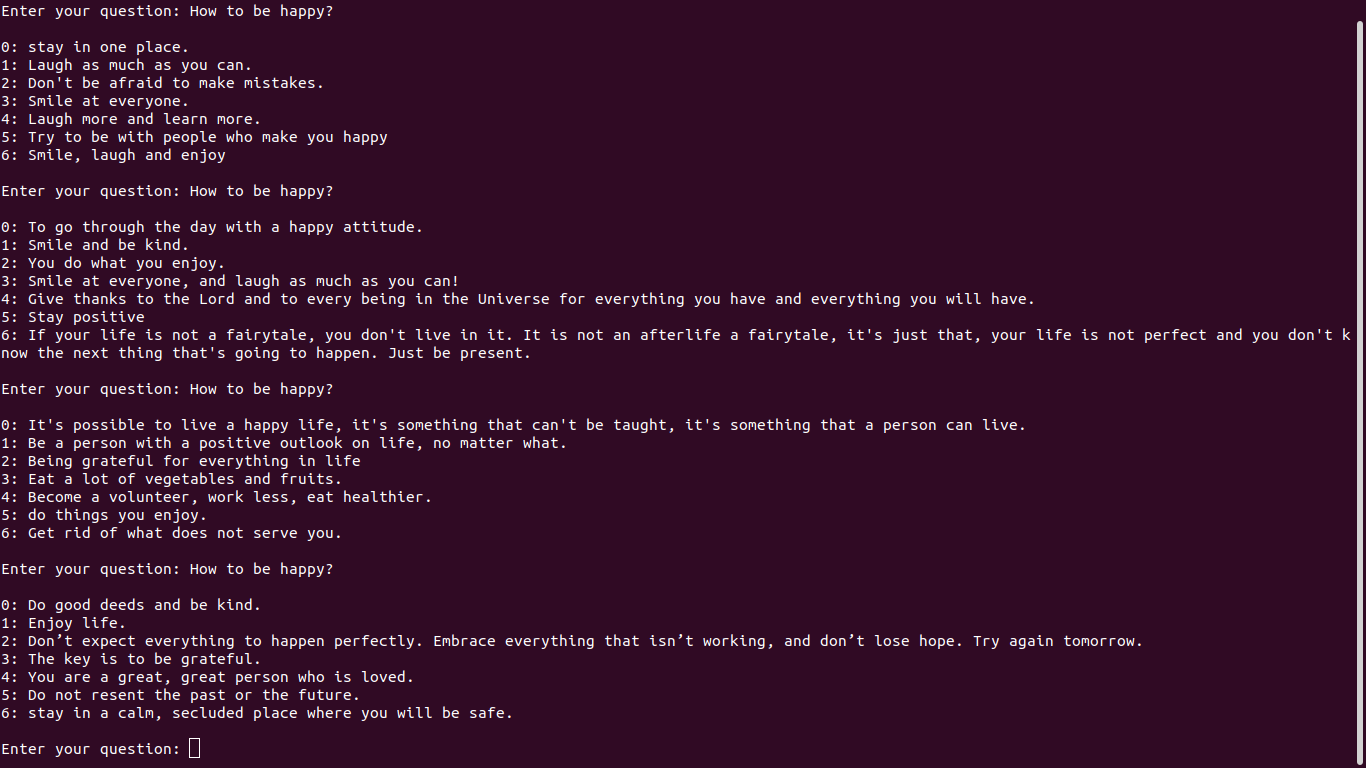 Enter your question: How to be happy?
0: stay in one place.
1: Laugh as much as you can.
2: Don't be afraid to make mistakes.
3: Smile at everyone.
4: Laugh more and learn more.
5: Try to be with people who make you happy
6: Smile, laugh and enjoy
Enter your question: How to be happy?
0: To go through the day with a happy attitude.
1: Smile and be kind.
2: You do what you enjoy.
3: Smile at everyone, and laugh as much as you can!
4: Give thanks to the Lord and to every being in the Universe for everything you have and everything you will have.
5: Stay positive
6: If your life is not a fairytale, you don't live in it. It is not an afterlife a fairytale, it's just that, your life is not perfect and you don't k
now the next thing that's going to happen. Just be present.
Enter your question: How to be happy?
0: It's possible to live a happy life, it's something that can't be taught, it's something that a person can live.
1: Be a person with a positive outlook on life, no matter what.
2: Being grateful for everything in life
3: Eat a lot of vegetables and fruits.
4: Become a volunteer, work less, eat healthier.
5: do things you enjoy.
6: Get rid of what does not serve you.
Enter your question: How to be happy?
0: Do good deeds and be kind.
1: Enjoy life.
2: Don’t expect everything to happen perfectly. Embrace everything that isn’t working, and don’t lose hope. Try again tomorrow.
3: The key is to be grateful.
4: You are a great, great person who is loved.
5: Do not resent the past or the future.
6: stay in a calm, secluded place where you will be safe.
Enter your question: